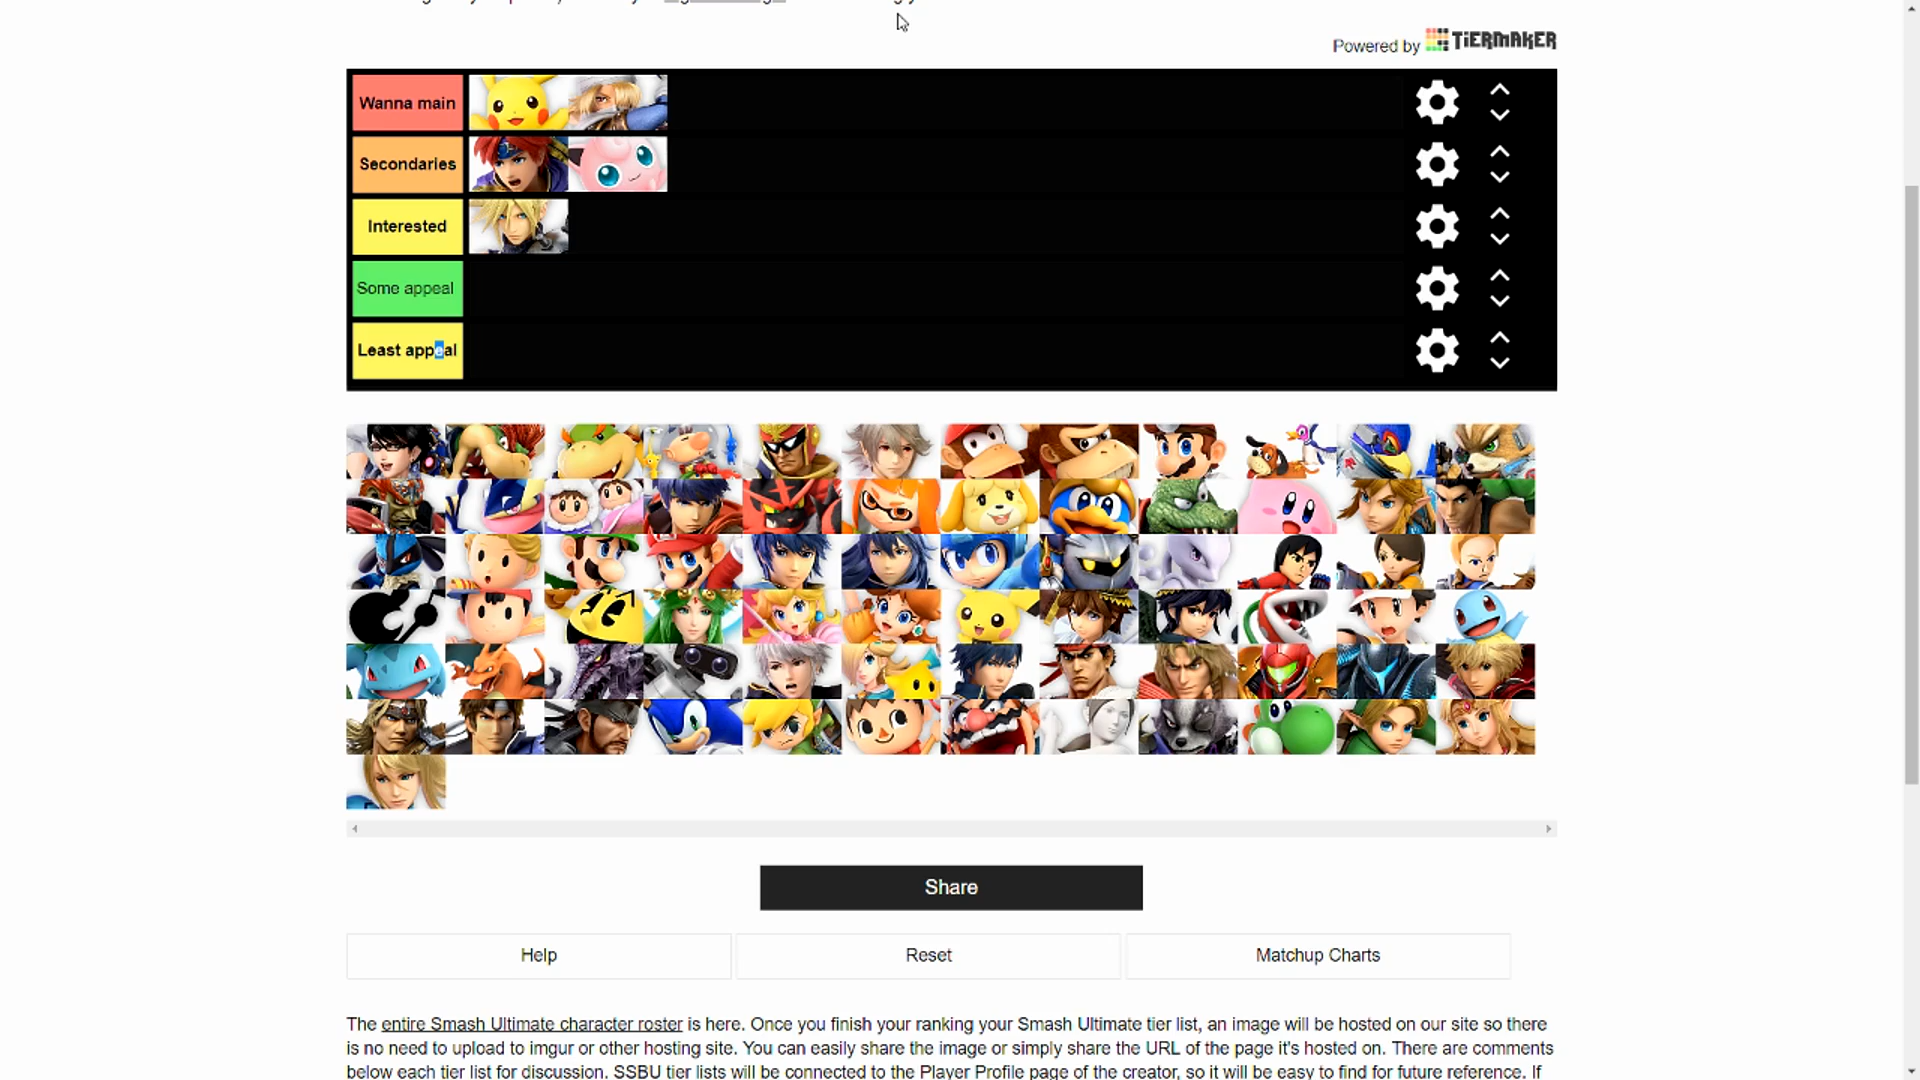 Powered by TiERMAKER
Wanna main
Secondaries
Interested
Some appeal
Least appeal
Share
Help
Reset
Matchup Charts
The entire Smash Ultimate character roster is here. Once you finish your ranking your Smash Ultimate tier list, an image will be hosted on our site so there
is no need to upload to imgur or other hosting site. You can easily share the image or simply share the URL of the page it's hosted on. There are comments
below each tier list for discussion. SSBU tier lists will be connected to the Player Profile page of the creator, so it will be easy to find for future reference. If